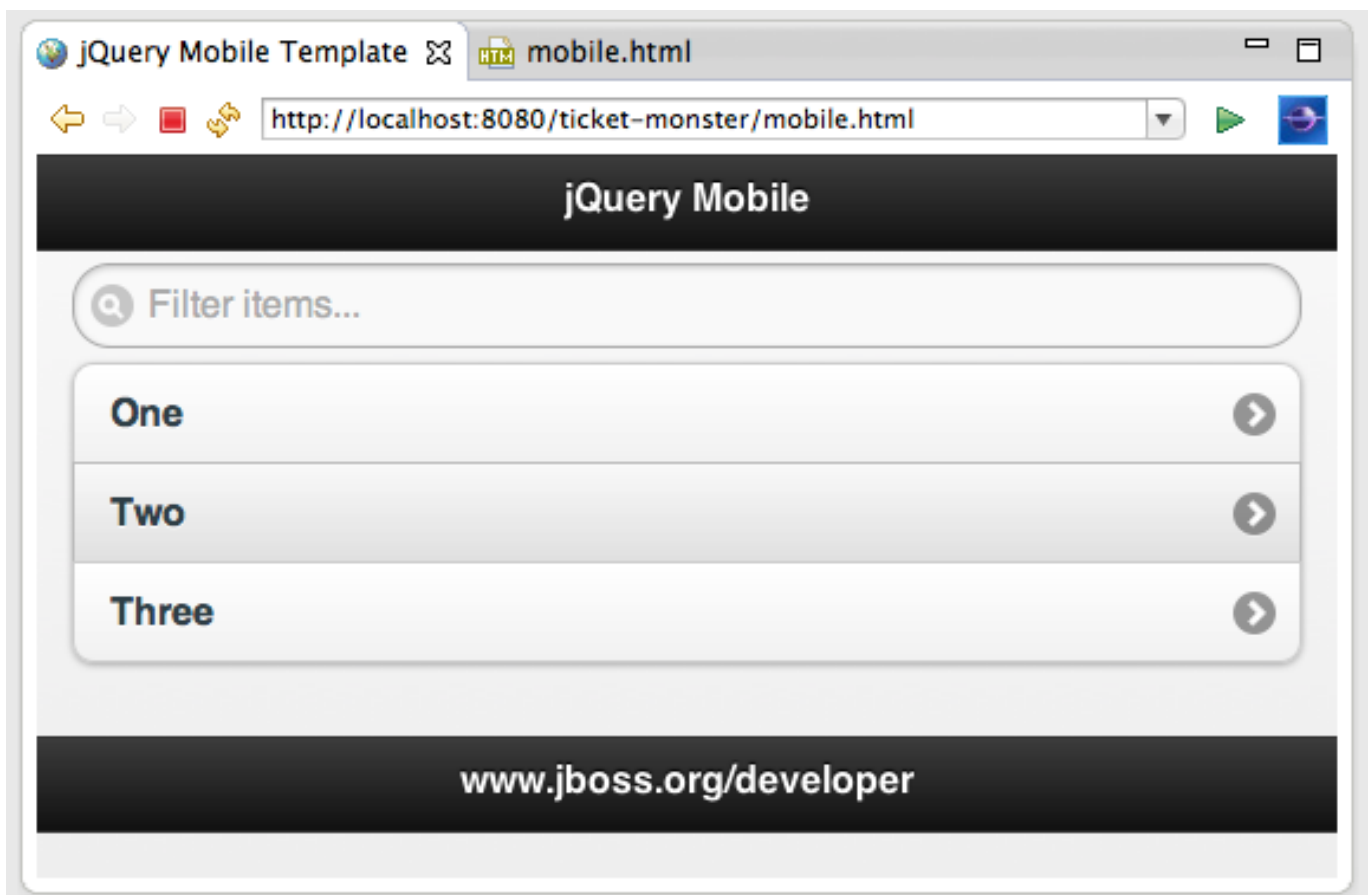 jQuery Mobile Template mobile.html
http://localhost:8080/ticket-monster/mobile.html
jQuery Mobile
Filter items...
One
Two
Three
www.jboss.org/developer